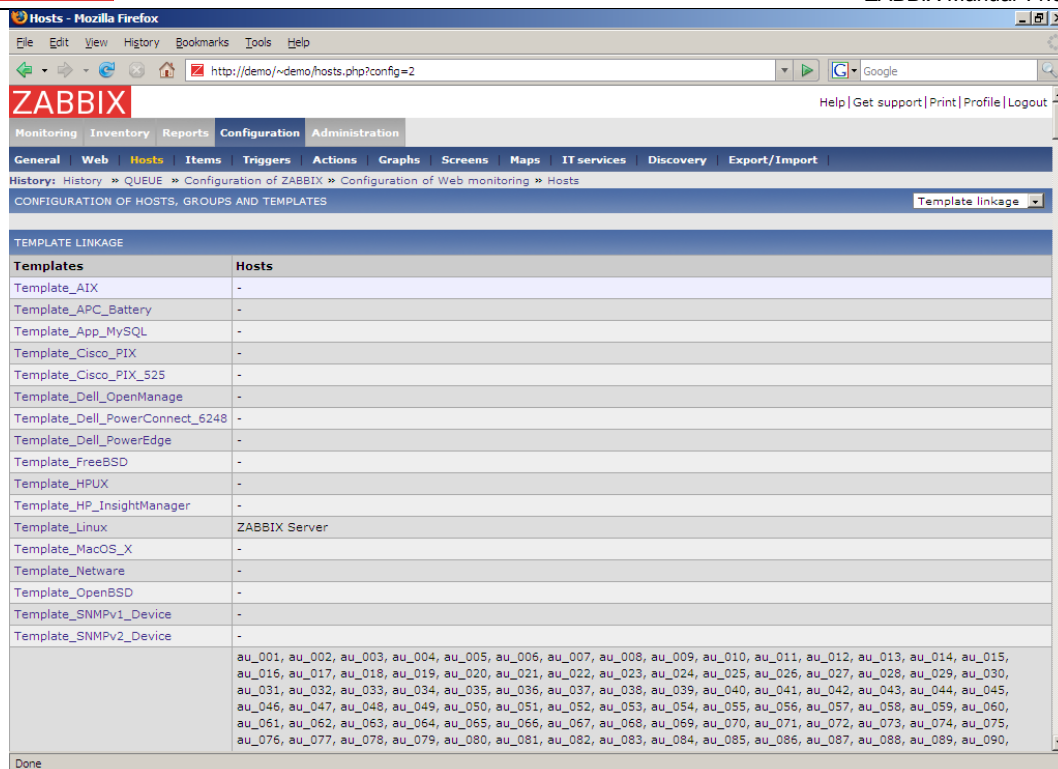 Hosts - Mozilla Firefox
File Edit View History Bookmarks Tools Help
http://demo/~demo/hosts.php?config=2 G Google
ZABBIX
Help|Get support|Print|Profile|Logout
Monitoring Inventory Reports Configuration Administration
General | Web | Hosts | Items | Triggers | Actions | Graphs | Screens | Maps | IT services | Discovery | Export/Import |
History: History » QUEUE » Configuration of ZABBIX » Configuration of Web monitoring » Hosts
CONFIGURATION OF HOSTS, GROUPS AND TEMPLATES Template linkage
TEMPLATE LINKAGE
Templates Hosts
Template_AIX -
Template_APC_Battery -
Template_App_MySQL -
Template_Cisco_PIX -
Template_Cisco_PIX_525 -
Template_Dell_OpenManage -
Template_Dell_PowerConnect_6248 -
Template_Dell_PowerEdge -
Template_FreeBSD -
Template_HPUX -
Template_HP_InsightManager -
Template_Linux ZABBIX Server
Template_MacOS_X -
Template_Netware -
Template_OpenBSD -
Template_SNMPv1_Device -
Template_SNMPv2_Device -
au_001, au_002, au_003, au_004, au_005, au_006, au_007, au_008, au_009, au_010, au_011, au_012, au_013, au_014, au_015,
au_016, au_017, au_018, au_019, au_020, au_021, au_022, au_023, au_024, au_025, au_026, au_027, au_028, au_029, au_030,
au_031, au_032, au_033, au_034, au_035, au_036, au_037, au_038, au_039, au_040, au_041, au_042, au_043, au_044, au_045,
au_046, au_047, au_048, au_049, au_050, au_051, au_052, au_053, au_054, au_055, au_056, au_057, au_058, au_059, au_060,
au_061, au_062, au_063, au_064, au_065, au_066, au_067, au_068, au_069, au_070, au_071, au_072, au_073, au_074, au_075,
au_076, au_077, au_078, au_079, au_080, au_081, au_082, au_083, au_084, au_085, au_086, au_087, au_088, au_089, au_090,
Done